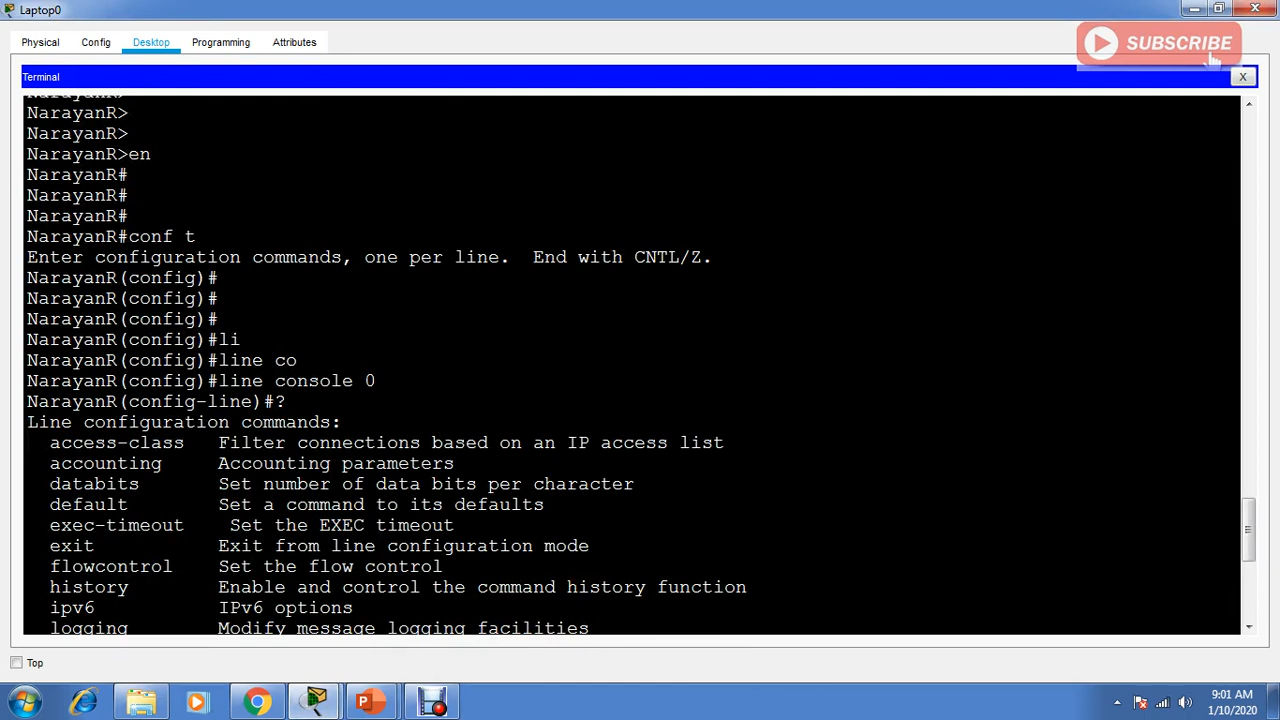 Laptop0
Physical Config Desktop Programming Attributes
SUBSCRIBE
Terminal
X
NarayanR>
NarayanR>
NarayanR>
NarayanR>en
NarayanR#
NarayanR#
NarayanR#
NarayanR#conf t
Enter configuration commands, one per line.  End with CNTL/Z.
NarayanR(config)#
NarayanR(config)#
NarayanR(config)#
NarayanR(config)#li
NarayanR(config)#line co
NarayanR(config)#line console 0
NarayanR(config-line)#?
Line configuration commands:
access-class Filter connections based on an IP access list
accounting Accounting parameters
databits Set number of data bits per character
default Set a command to its defaults
exec-timeout Set the EXEC timeout
exit Exit from line configuration mode
flowcontrol Set the flow control
history Enable and control the command history function
ipv6 IPv6 options
logging Modify message logging facilities
Top
9:01 AM
1/10/2020